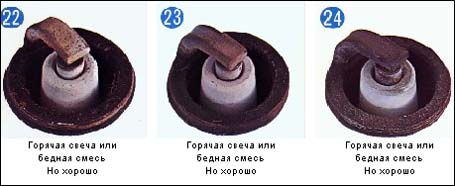 22 23 24
Горячая свеча или Горячая свеча или Горячая свеча или
бедная смесь бедная смесь бедная смесь
Но хорошо Но хорошо Но хорошо